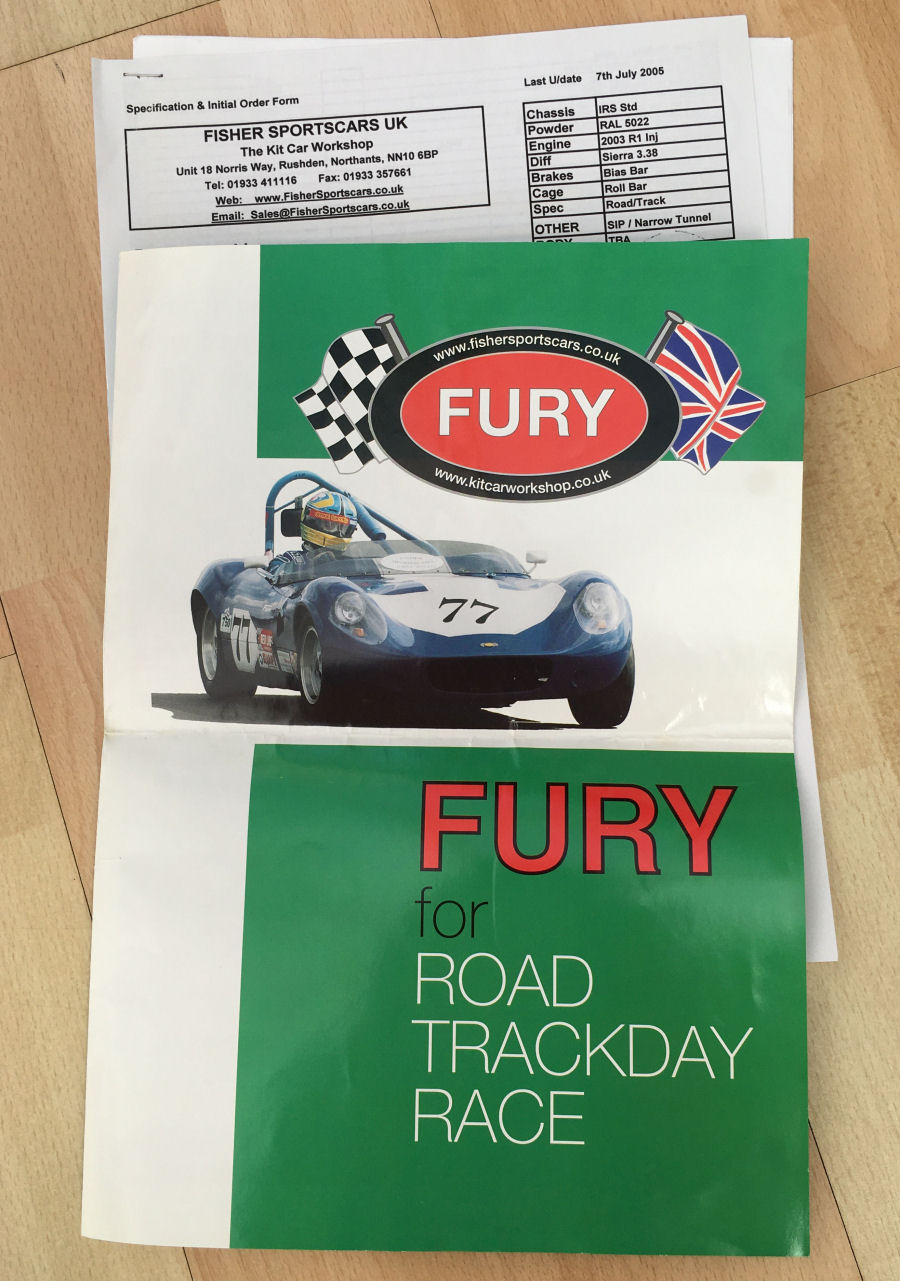 Last U/date 7th July 2005
Specification & Initial Order Form
FISHER SPORTSCARS UK
The Kit Car Workshop
Unit 18 Norris Way, Rushden, Northants, NN10 6BP
Tel: 01933 411116 Fax: 01933 357661
Web: www.FisherSportscars.co.uk
Email: Sales@FisherSportscars.co.uk
Chassis IRS Std
Powder RAL 5022
Engine 2003 R1 Inj
Diff Sierra 3.38
Brakes Bias Bar
Cage Roll Bar
Spec Road/Track
OTHER SIP / Narrow Tunnel
BODY TBA
www.fishersportscars.co.uk
FURY
www.kitcarworkshop.co.uk
77
77
FURY
for
ROAD
TRACKDAY
RACE